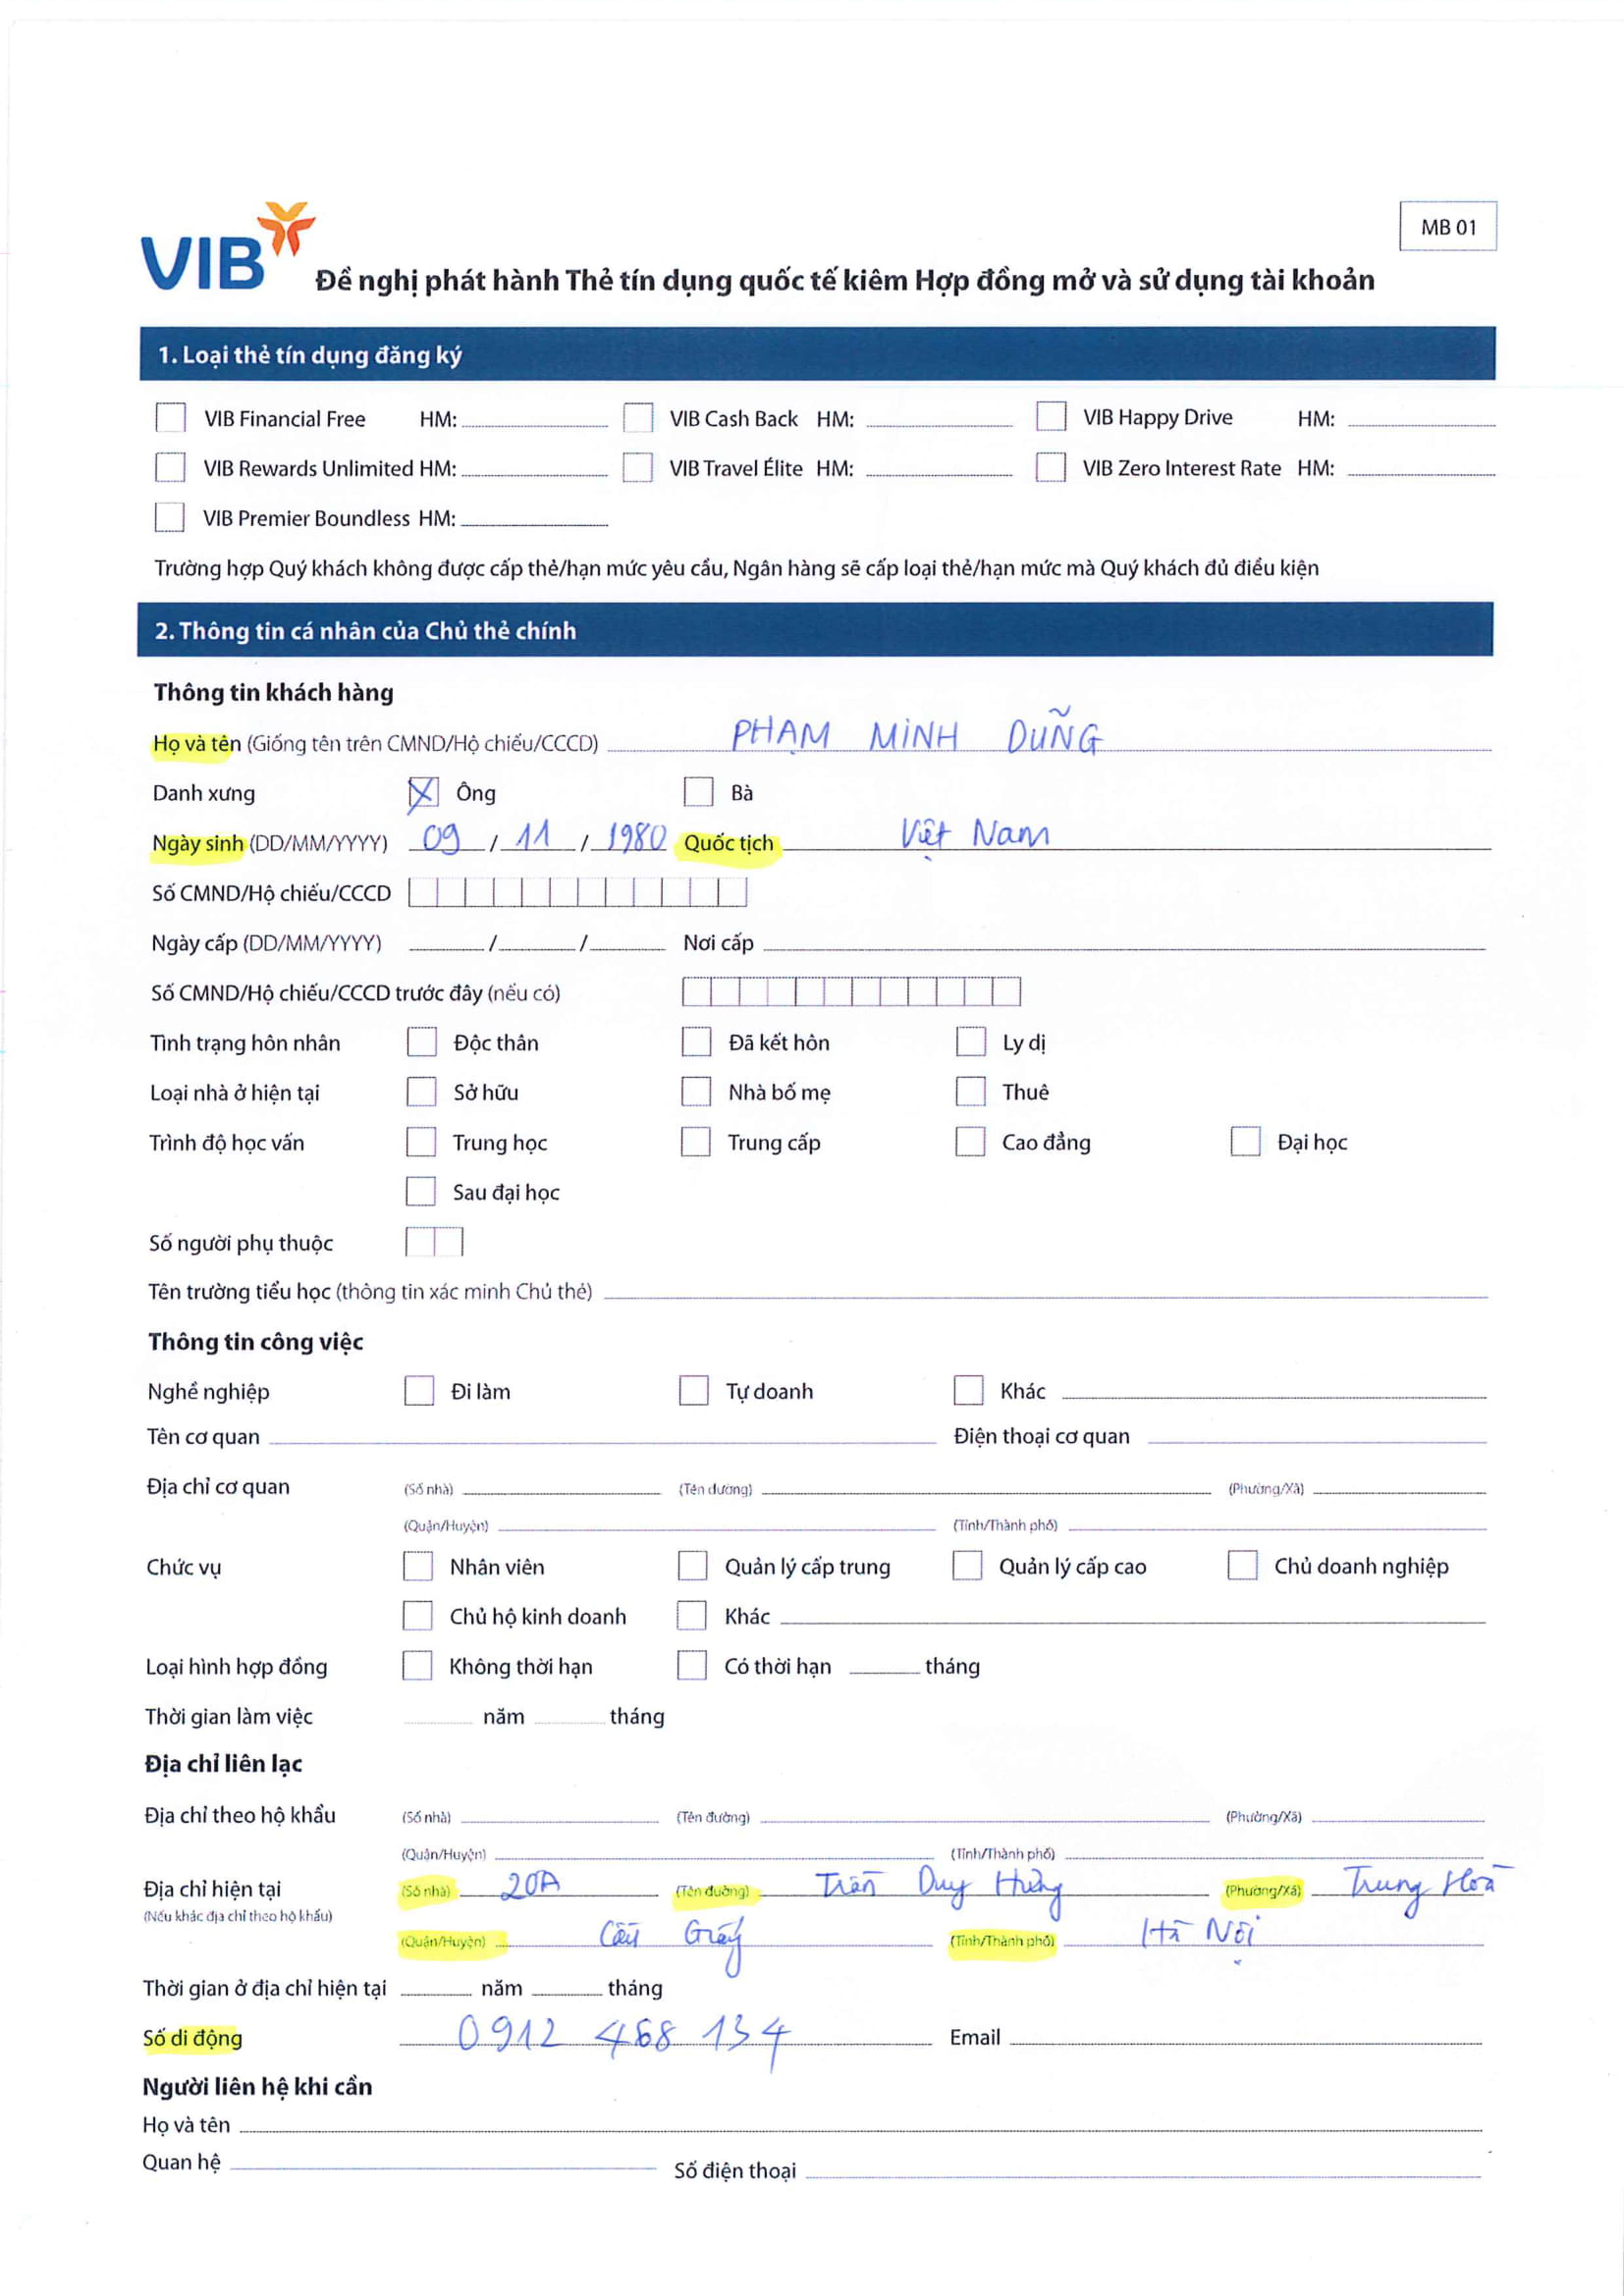 MB 01
VIB
Đề nghị phát hành Thẻ tín dụng quốc tế kiêm Hợp đồng mở và sử dụng tài khoản
1. Loại thẻ tín dụng đăng ký
VIB Financial Free HM: VIB Cash Back HM: VIB Happy Drive HM:
VIB Rewards Unlimited HM: VIB Travel Élite HM: VIB Zero Interest Rate HM:
VIB Premier Boundless HM:
Trường hợp Quý khách không được cấp thẻ/hạn mức yêu cầu, Ngân hàng sẽ cấp loại thẻ/hạn mức mà Quý khách đủ điều kiện
2. Thông tin cá nhân của Chủ thẻ chính
Thông tin khách hàng
Họ và tên (Giống tên trên CMND/Hộ chiếu/CCCD) PHẠM MINH DŨNG
Danh xưng X Ông Bà
Ngày sinh (DD/MM/YYYY) 09 / 11 / 1980 Quốc tịch Việt Nam
Số CMND/Hộ chiếu/CCCD
Ngày cấp (DD/MM/YYYY) / / Nơi cấp
Số CMND/Hộ chiếu/CCCD trước đây (nếu có)
Tình trạng hôn nhân Độc thân Đã kết hôn Ly dị
Loại nhà ở hiện tại Sở hữu Nhà bố mẹ Thuê
Trình độ học vấn Trung học Trung cấp Cao đẳng Đại học
Sau đại học
Số người phụ thuộc
Tên trường tiểu học (thông tin xác minh Chủ thẻ)
Thông tin công việc
Nghề nghiệp Đi làm Tự doanh Khác
Tên cơ quan Điện thoại cơ quan
Địa chỉ cơ quan (Số nhà) (Tên đường) (Phường/Xã)
(Quận/Huyện) (Tỉnh/Thành phố)
Chức vụ Nhân viên Quản lý cấp trung Quản lý cấp cao Chủ doanh nghiệp
Chủ hộ kinh doanh Khác
Loại hình hợp đồng Không thời hạn Có thời hạn tháng
Thời gian làm việc năm tháng
Địa chỉ liên lạc
Địa chỉ theo hộ khẩu (Số nhà) (Tên đường) (Phường/Xã)
(Quận/Huyện) (Tỉnh/Thành phố)
Địa chỉ hiện tại (Số nhà) 20A (Tên đường) Trần Duy Hưng (Phường/Xã) Trung Hoà
(Nếu khác địa chỉ theo hộ khẩu) (Quận/Huyện) Cầu Giấy (Tỉnh/Thành phố) Hà Nội
Thời gian ở địa chỉ hiện tại năm tháng
Số di động 0912 468 134 Email
Người liên hệ khi cần
Họ và tên
Quan hệ Số điện thoại